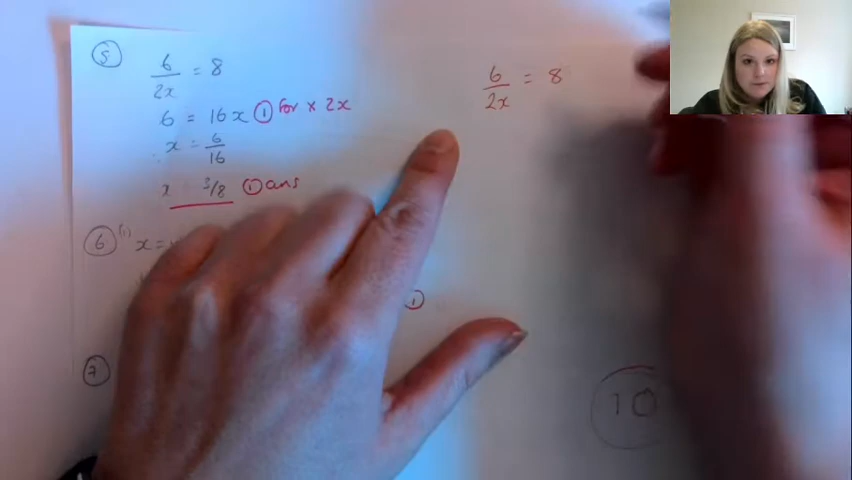 5
6/2x = 8
6 = 16x 1 for × 2x
x = 6/16
x 3/8 1 ans
6 (i) x =
1
7
6/2x = 8
10